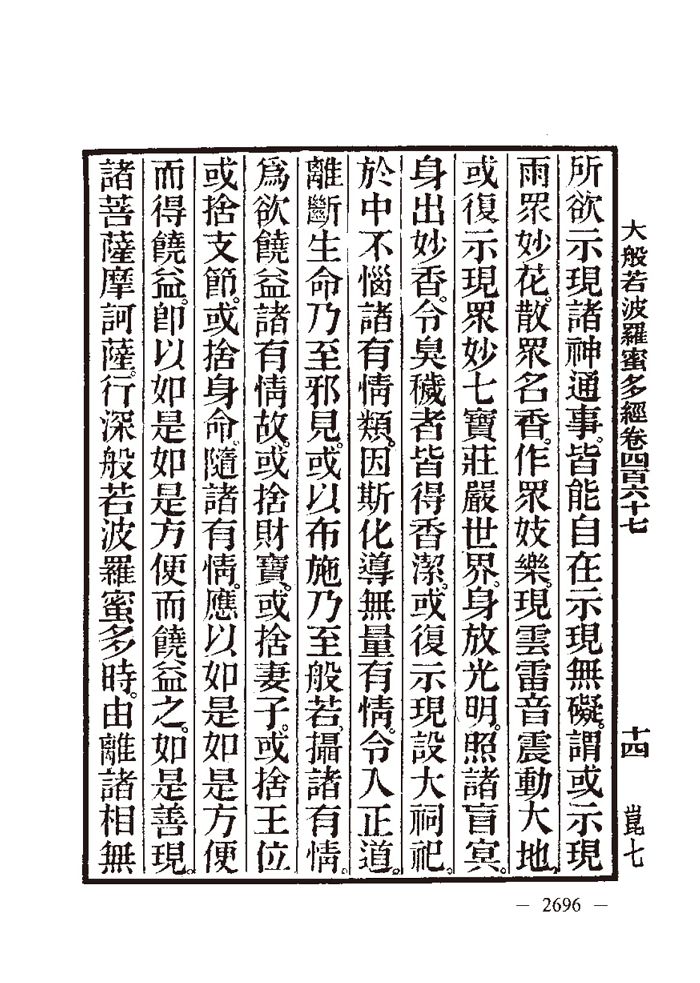 大般若波羅蜜多經卷四百六十七　十四　崑七
所欲示現諸神通事。皆能自在示現無礙。謂或示現
雨眾妙花。散眾名香。作眾妓樂。現雲雷音震動大地。
或復示現眾妙七寶莊嚴世界。身放光明。照諸盲冥。
身出妙香。令臭穢者皆得香潔。或復示現設大祠祀。
於中不惱諸有情類。因斯化導無量有情。令入正道。
離斷生命乃至邪見。或以布施乃至般若。攝諸有情。
爲欲饒益諸有情故。或捨財寶。或捨妻子。或捨王位
或捨支節。或捨身命。隨諸有情。應以如是如是方便
而得饒益。卽以如是如是方便而饒益之。如是善現。
諸菩薩摩訶薩。行深般若波羅蜜多時。由離諸相無
— 2696 —